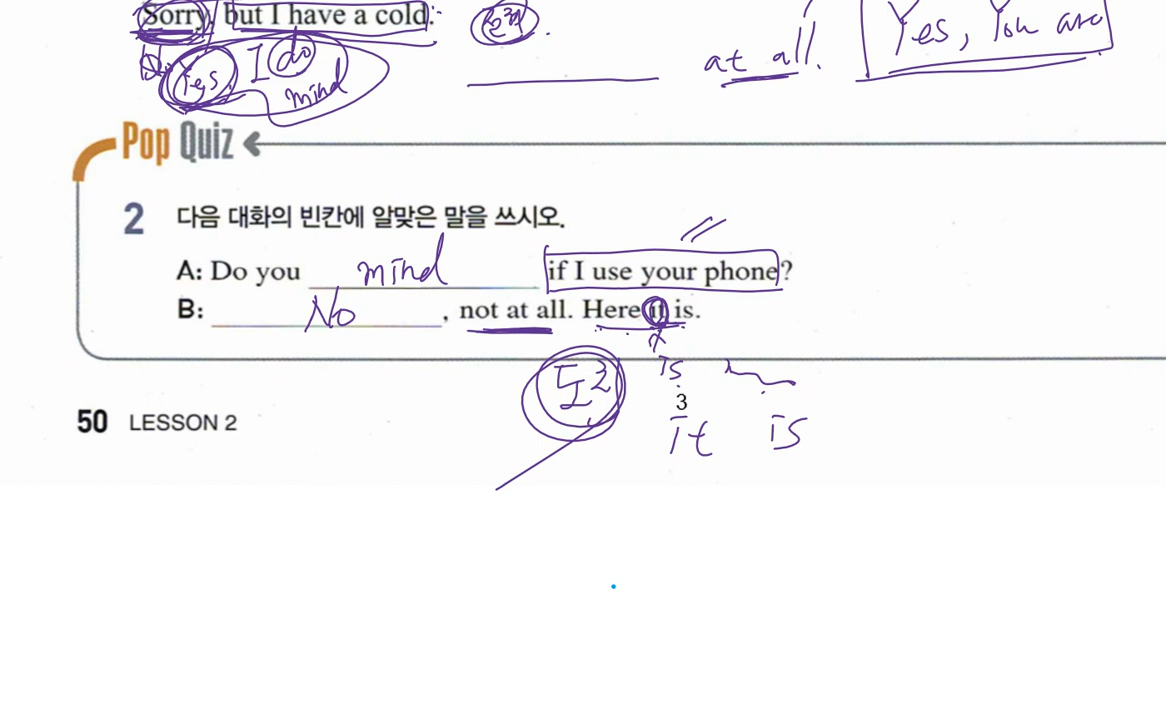 Sorry, but I have a cold.
Yes, I do mind
at all. Yes, You are
Pop Quiz
2 다음 대화의 빈칸에 알맞은 말을 쓰시오.
A: Do you mind if I use your phone?
B: No, not at all. Here it is.
is
3
도치 it is
50 LESSON 2